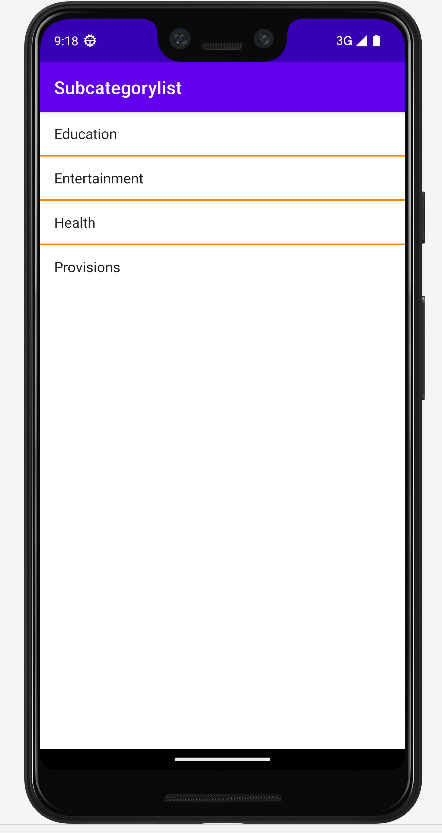 9:18
3G
Subcategorylist
Education
Entertainment
Health
Provisions